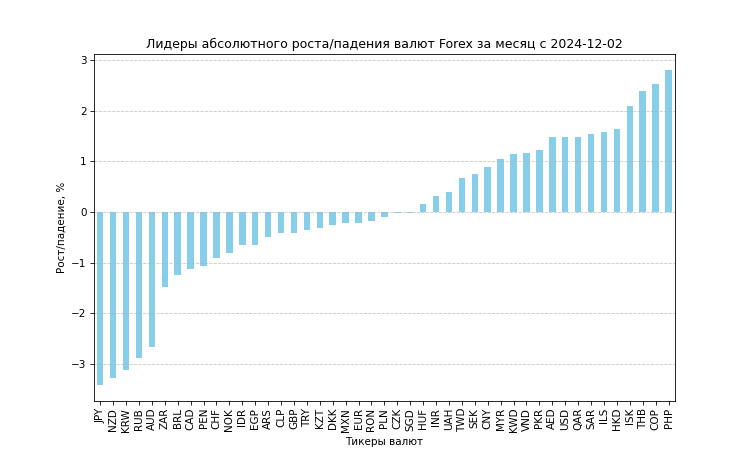 Лидеры абсолютного роста/падения валют Forex за месяц с 2024-12-02
3
2
1
0
−1
−2
−3
Рост/падение, %
JPY
NZD
KRW
RUB
AUD
ZAR
BRL
CAD
PEN
CHF
NOK
IDR
EGP
ARS
CLP
GBP
TRY
KZT
DKK
MXN
EUR
RON
PLN
CZK
SGD
HUF
INR
UAH
TWD
SEK
CNY
MYR
KWD
VND
PKR
AED
USD
QAR
SAR
ILS
HKD
ISK
THB
COP
PHP
Тикеры валют